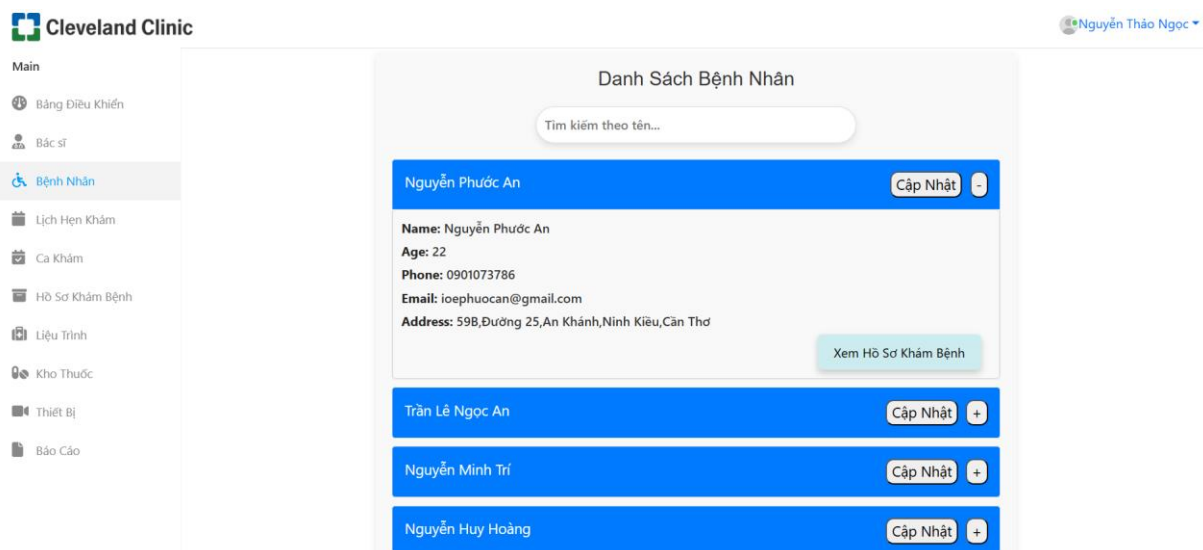 Cleveland Clinic
Nguyễn Thảo Ngọc
Main
Bảng Điều Khiển
Bác sĩ
Bệnh Nhân
Lịch Hẹn Khám
Ca Khám
Hồ Sơ Khám Bệnh
Liệu Trình
Kho Thuốc
Thiết Bị
Báo Cáo
Danh Sách Bệnh Nhân
Tìm kiếm theo tên...
Nguyễn Phước An Cập Nhật -
Name: Nguyễn Phước An
Age: 22
Phone: 0901073786
Email: ioephuocan@gmail.com
Address: 59B,Đường 25,An Khánh,Ninh Kiều,Cần Thơ
Xem Hồ Sơ Khám Bệnh
Trần Lê Ngọc An Cập Nhật +
Nguyễn Minh Trí Cập Nhật +
Nguyễn Huy Hoàng Cập Nhật +